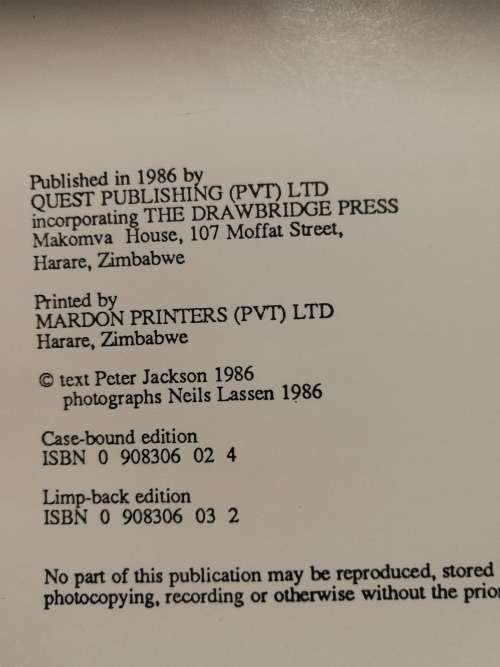 Published in 1986 by
QUEST PUBLISHING (PVT) LTD
incorporating THE DRAWBRIDGE PRESS
Makomva House, 107 Moffat Street,
Harare, Zimbabwe
Printed by
MARDON PRINTERS (PVT) LTD
Harare, Zimbabwe
© text Peter Jackson 1986
photographs Neils Lassen 1986
Case-bound edition
ISBN 0 908306 02 4
Limp-back edition
ISBN 0 908306 03 2
No part of this publication may be reproduced, stored
photocopying, recording or otherwise without the prior